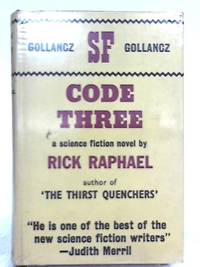 GOLLANCZ SF GOLLANCZ
CODE
THREE
a science fiction novel by
RICK RAPHAEL
author of
'THE THIRST QUENCHERS'
"He is one of the best of the
new science fiction writers"
—Judith Merril